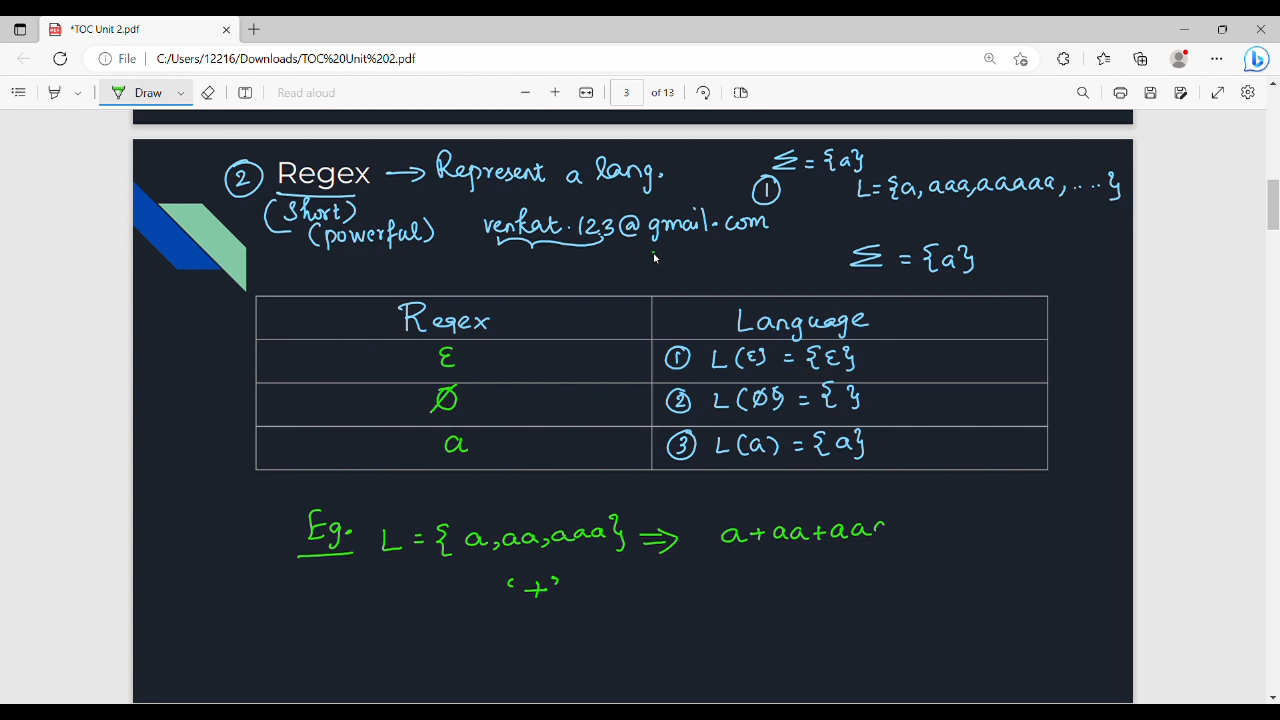 *TOC Unit 2.pdf
File C:/Users/12216/Downloads/TOC%20Unit%202.pdf
Draw Read aloud 3 of 13
② Regex → Represent a lang.
Σ = {a}
① L={a, aaa,aaaaa, ....}
(Short)
(powerful)
venkat.123@gmail.com
Σ = {a}
Regex Language
ε ① L(ε) = {ε}
Ø ② L(Ø) = { }
a ③ L(a) = {a}
Eg. L = { a,aa,aaa} ⇒ a+aa+aa
'+'